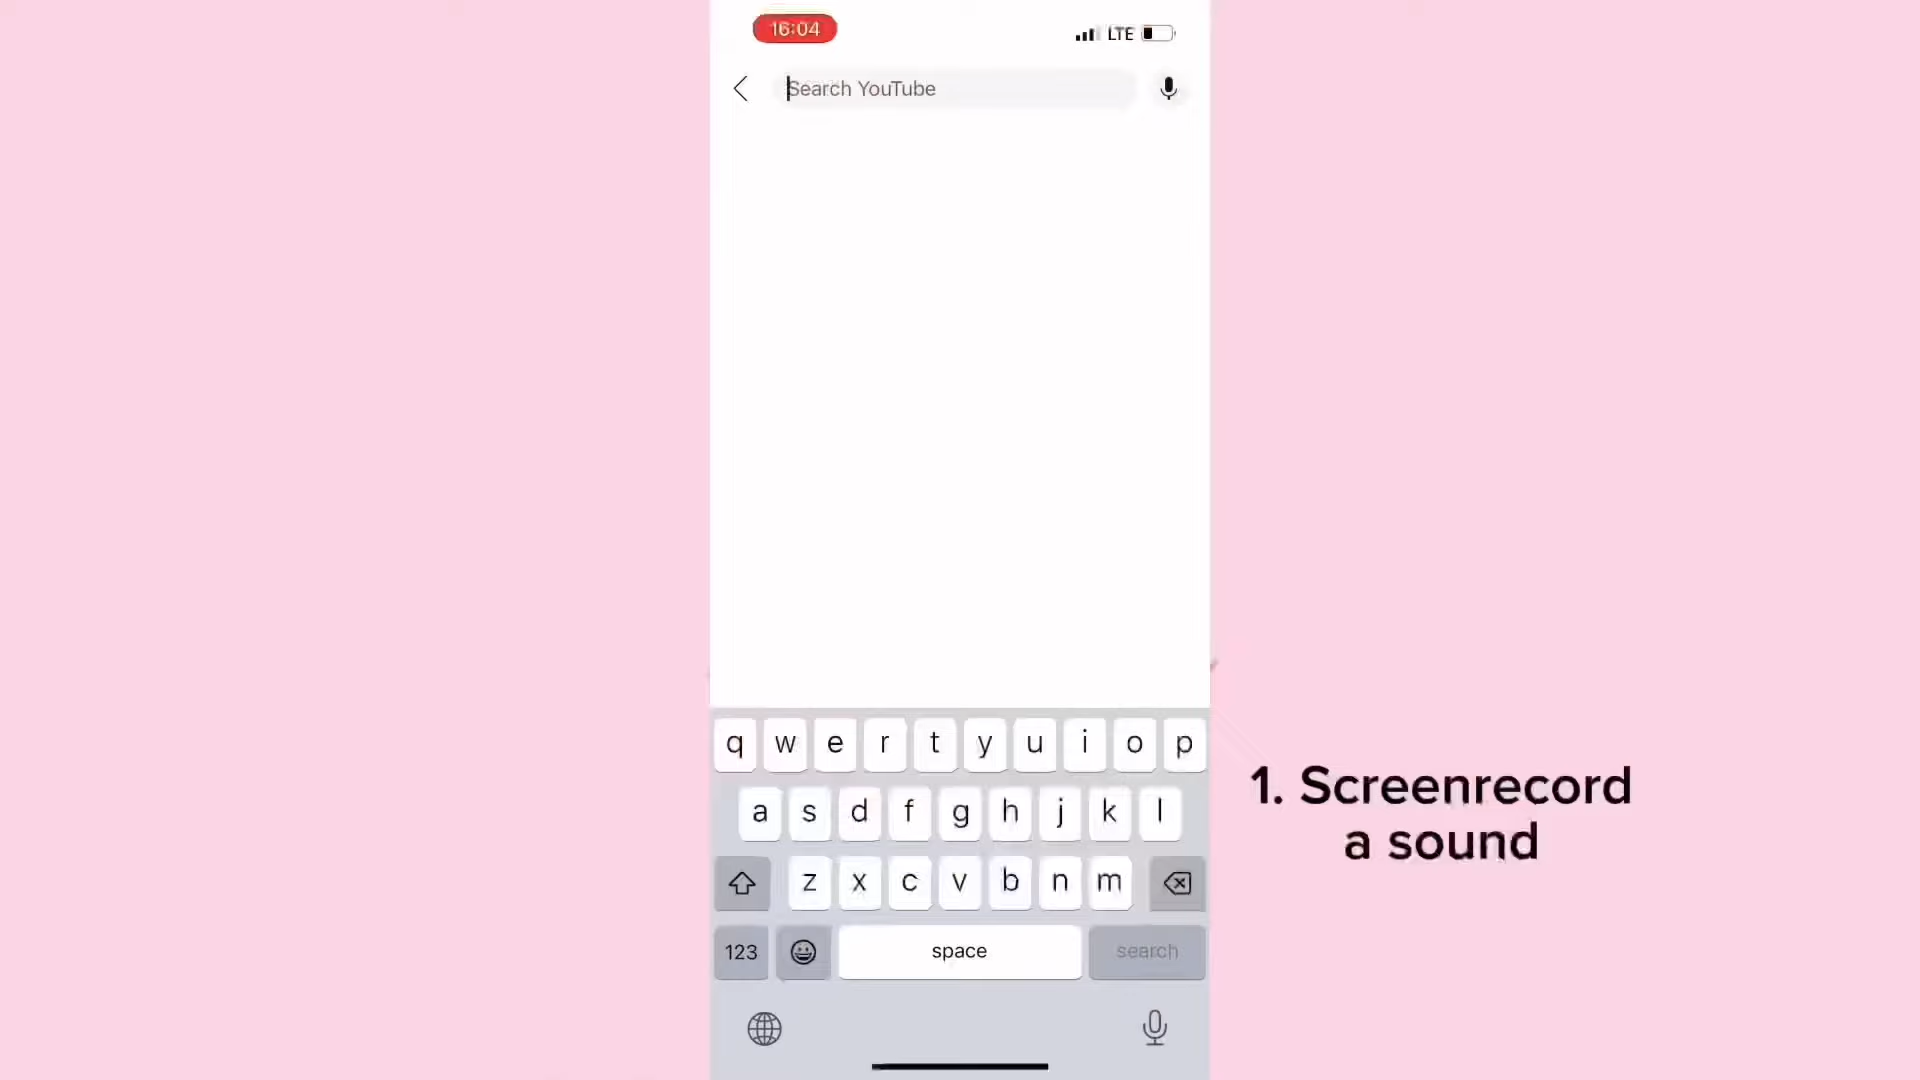 16:04
LTE
Search YouTube
q w e r t y u i o p
a s d f g h j k l
z x c v b n m
123 space search
1. Screenrecord
a sound